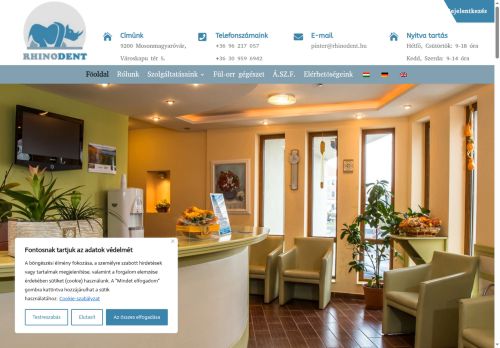 Bejelentkezés
RHINODENT
Címünk
9200 Mosonmagyaróvár,
Városkapu tér 5.
Telefonszámaink
+36 96 217 057
+36 30 959 6942
E-mail
pinter@rhinodent.hu
Nyitva tartás
Hétfő, Csütörtök: 9-18 óra
Kedd, Szerda: 9-14 óra
Főoldal Rólunk Szolgáltatásaink Fül-orr gégészet Á.SZ.F. Elérhetőségeink
Fontosnak tartjuk az adatok védelmét
A böngészési élmény fokozása, a személyre szabott hirdetések
vagy tartalmak megjelenítése, valamint a forgalom elemzése
érdekében sütiket (cookie) használunk. A "Mindet elfogadom"
gombra kattintva hozzájárulhat a sütik
használatához. Cookie-szabályzat
Testreszabás Elutasít Az összes elfogadása